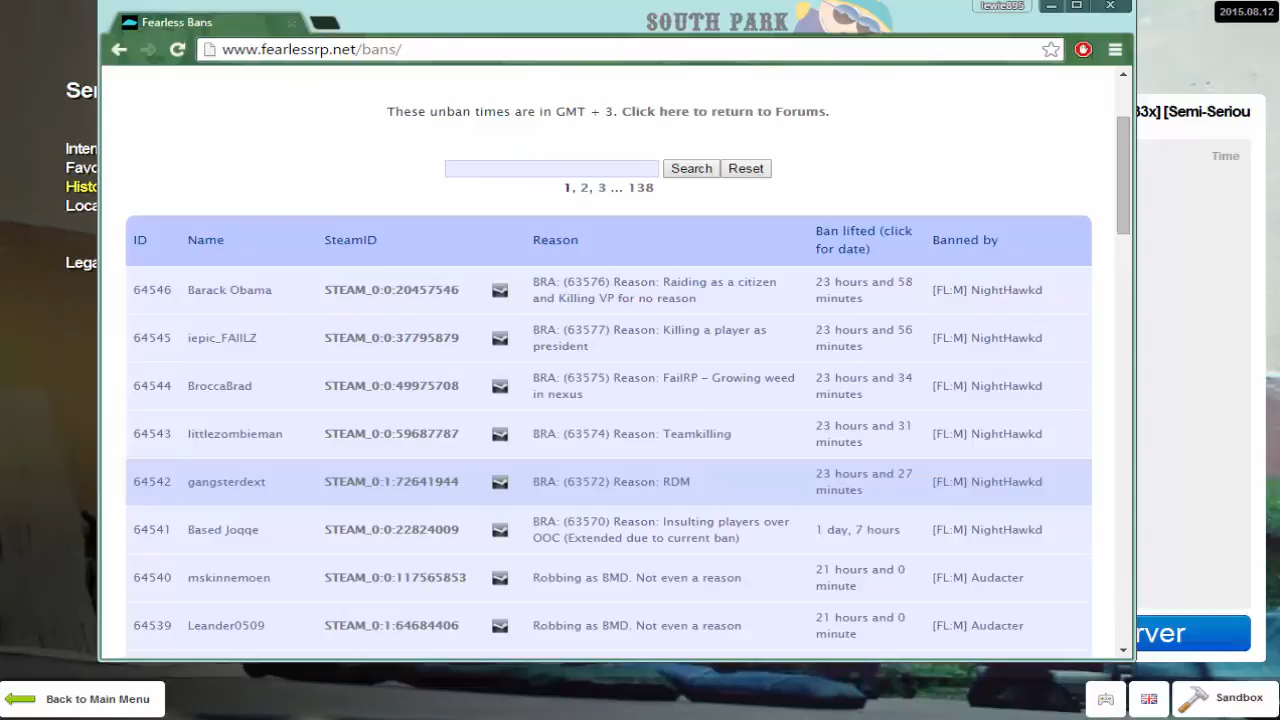 Fearless Bans
SOUTH PARK
lewie835
2015.08.12
www.fearlessrp.net/bans/
Ser
33x] [Semi-Seriou
These unban times are in GMT + 3. Click here to return to Forums.
Inter
Time
Favo
Search Reset
Histo
1, 2, 3 ... 138
Loca
Lega
ID Name SteamID Reason Ban lifted (click for date) Banned by
64546 Barack Obama STEAM_0:0:20457546 BRA: (63576) Reason: Raiding as a citizen and Killing VP for no reason 23 hours and 58 minutes [FL:M] NightHawkd
64545 iepic_FAIILZ STEAM_0:0:37795879 BRA: (63577) Reason: Killing a player as president 23 hours and 56 minutes [FL:M] NightHawkd
64544 BroccaBrad STEAM_0:0:49975708 BRA: (63575) Reason: FailRP – Growing weed in nexus 23 hours and 34 minutes [FL:M] NightHawkd
64543 littlezombieman STEAM_0:0:59687787 BRA: (63574) Reason: Teamkilling 23 hours and 31 minutes [FL:M] NightHawkd
64542 gangsterdext STEAM_0:1:72641944 BRA: (63572) Reason: RDM 23 hours and 27 minutes [FL:M] NightHawkd
64541 Based Joqqe STEAM_0:0:22824009 BRA: (63570) Reason: Insulting players over OOC (Extended due to current ban) 1 day, 7 hours [FL:M] NightHawkd
64540 mskinnemoen STEAM_0:0:117565853 Robbing as BMD. Not even a reason 21 hours and 0 minute [FL:M] Audacter
64539 Leander0509 STEAM_0:1:64684406 Robbing as BMD. Not even a reason 21 hours and 0 minute [FL:M] Audacter
rver
Back to Main Menu
Sandbox